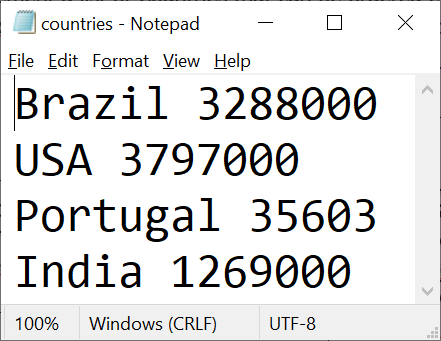 countries - Notepad
File Edit Format View Help
Brazil 3288000
USA 3797000
Portugal 35603
India 1269000
100% Windows (CRLF) UTF-8